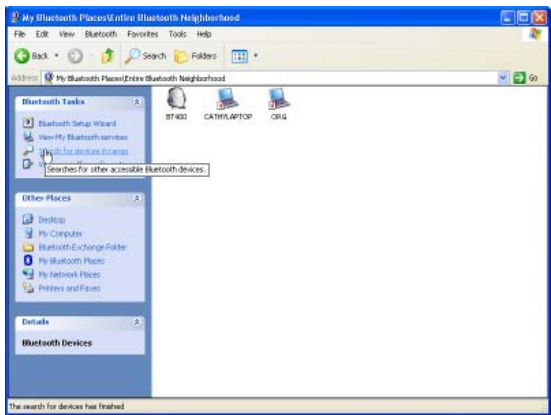 My Bluetooth Places\Entire Bluetooth Neighborhood
File Edit View Bluetooth Favorites Tools Help
Back Search Folders
Address My Bluetooth Places\Entire Bluetooth Neighborhood Go
Bluetooth Tasks
Bluetooth Setup Wizard
View My Bluetooth services
Search for devices in range
Searches for other accessible Bluetooth devices.
Other Places
Desktop
My Computer
Bluetooth Exchange Folder
My Bluetooth Places
My Network Places
Printers and Faxes
Details
Bluetooth Devices
BT400 CATHYLAPTOP ORG
The search for devices has finished